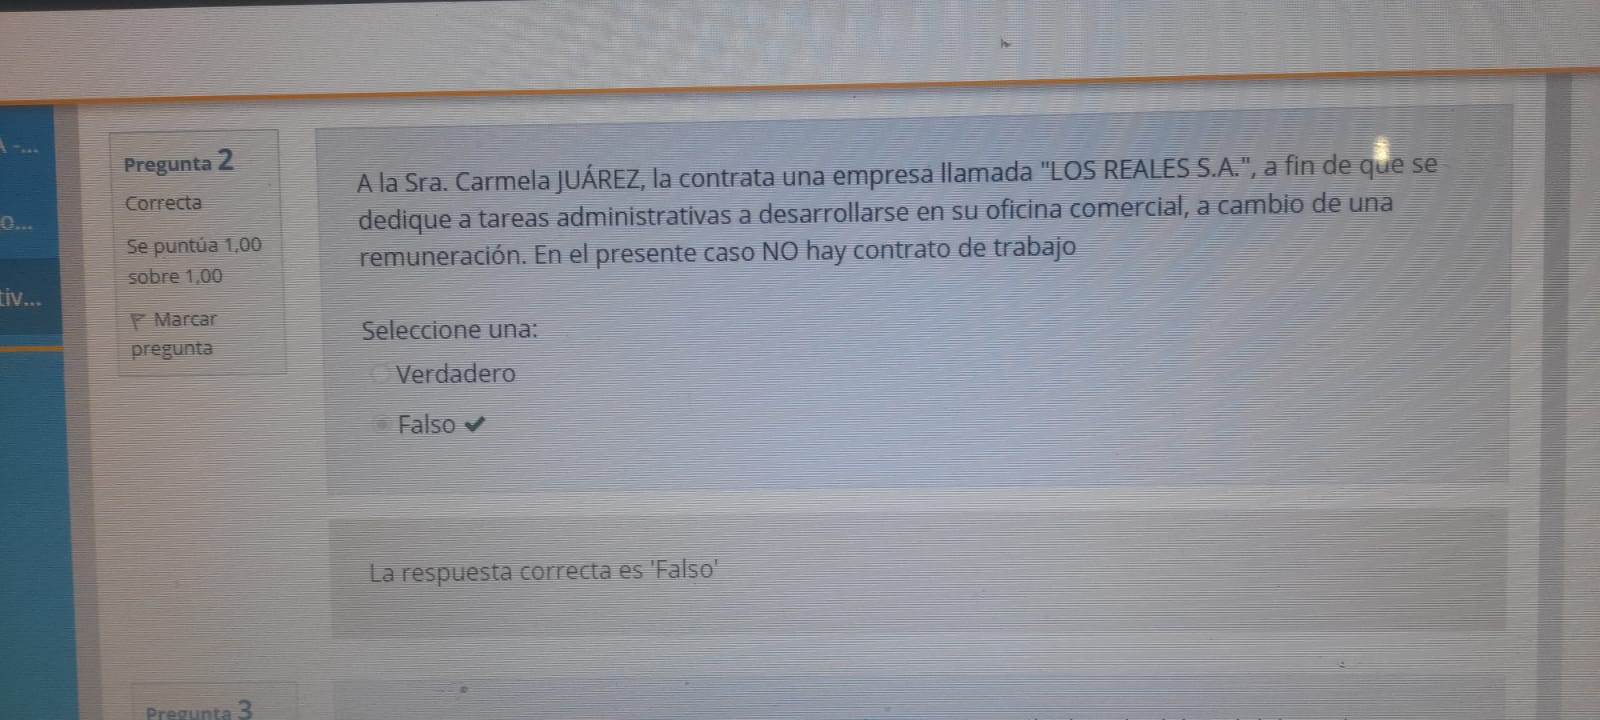 Pregunta 2
Correcta
Se puntúa 1,00
sobre 1,00
Marcar
pregunta
A la Sra. Carmela JUÁREZ, la contrata una empresa llamada "LOS REALES S.A.", a fin de que se
dedique a tareas administrativas a desarrollarse en su oficina comercial, a cambio de una
remuneración. En el presente caso NO hay contrato de trabajo
Seleccione una:
Verdadero
Falso
La respuesta correcta es 'Falso'
Pregunta 3